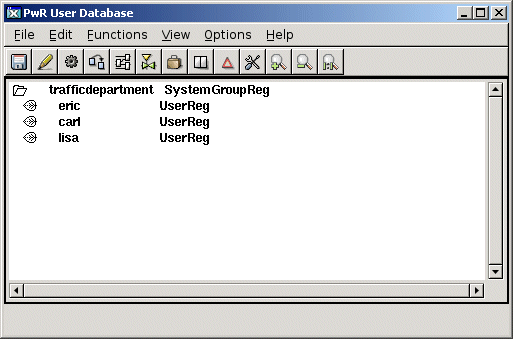 PwR User Database
File Edit Functions View Options Help
trafficdepartment SystemGroupReg
eric UserReg
carl UserReg
lisa UserReg